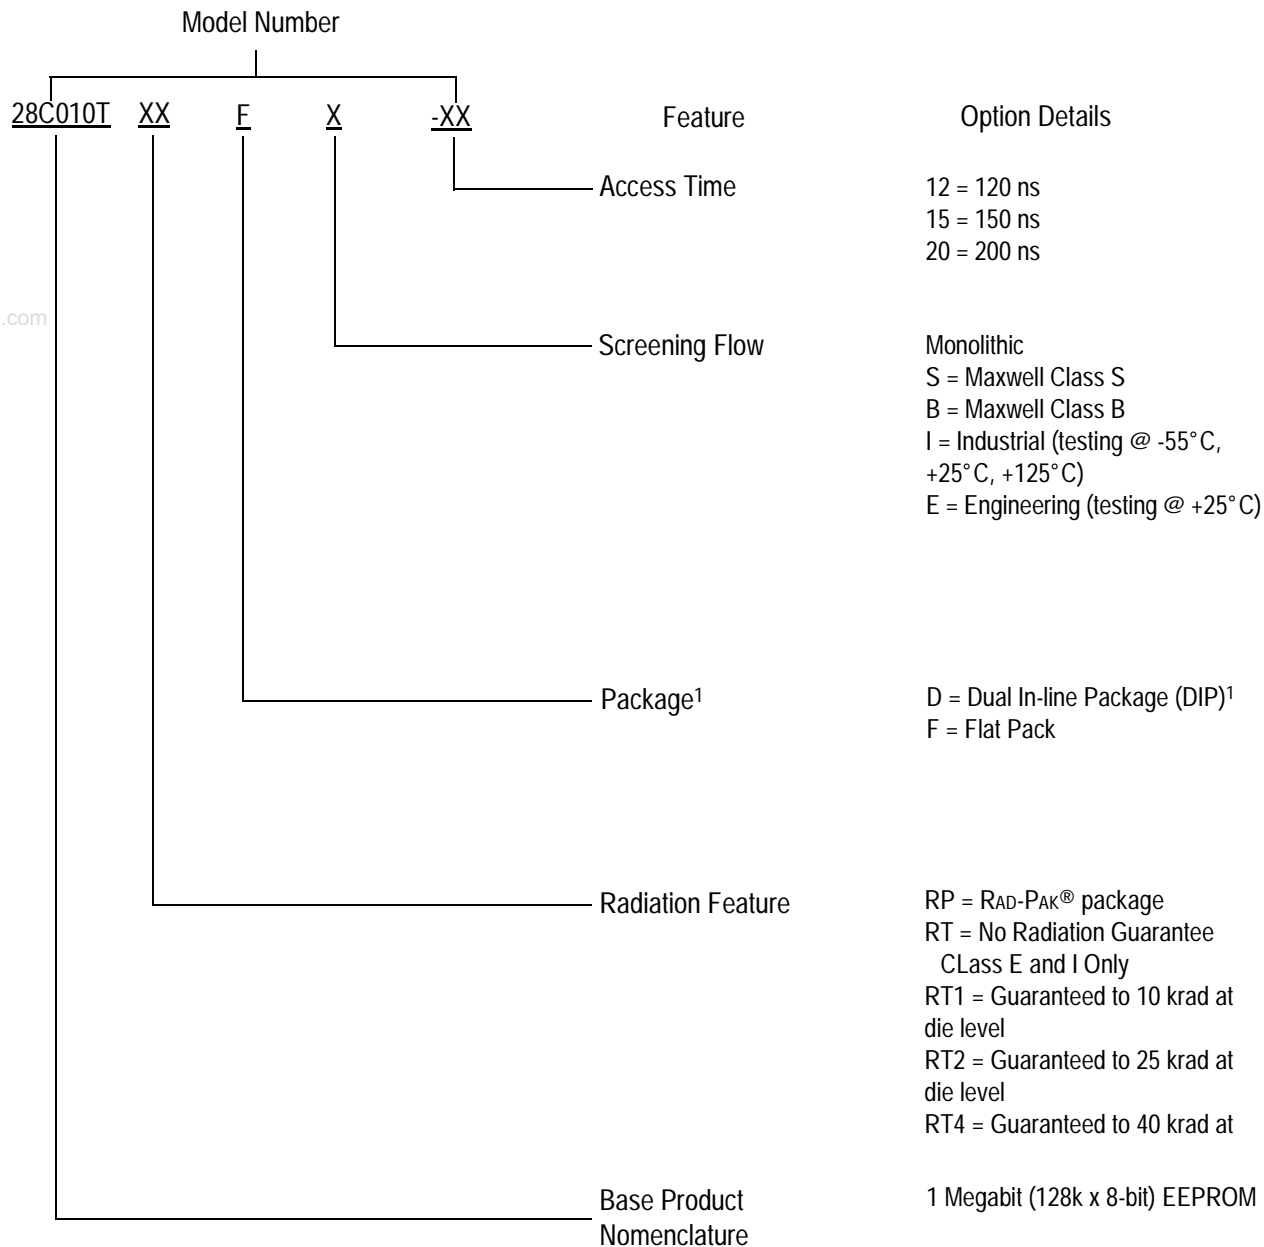 Model Number
28C010T XX F X -XX
Feature
Option Details
Access Time
12 = 120 ns
15 = 150 ns
20 = 200 ns
.com
Screening Flow
Monolithic
S = Maxwell Class S
B = Maxwell Class B
I = Industrial (testing @ -55°C,
+25°C, +125°C)
E = Engineering (testing @ +25°C)
Package1
D = Dual In-line Package (DIP)1
F = Flat Pack
Radiation Feature
RP = RAD-PAK® package
RT = No Radiation Guarantee
CLass E and I Only
RT1 = Guaranteed to 10 krad at
die level
RT2 = Guaranteed to 25 krad at
die level
RT4 = Guaranteed to 40 krad at
Base Product
Nomenclature
1 Megabit (128k x 8-bit) EEPROM